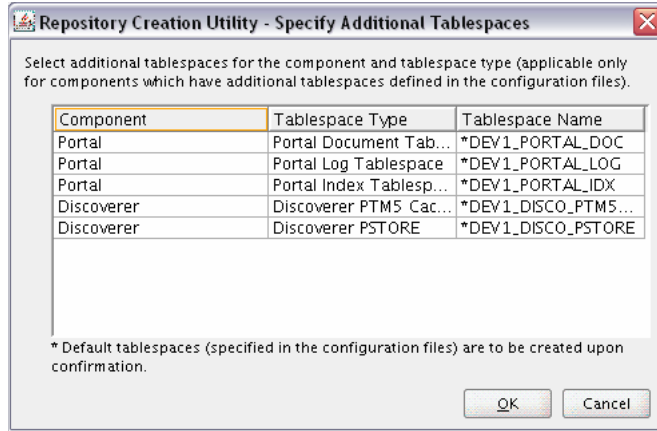 Repository Creation Utility - Specify Additional Tablespaces
Select additional tablespaces for the component and tablespace type (applicable only
for components which have additional tablespaces defined in the configuration files).
Component Tablespace Type Tablespace Name
Portal Portal Document Tab... *DEV1_PORTAL_DOC
Portal Portal Log Tablespace *DEV1_PORTAL_LOG
Portal Portal Index Tablesp... *DEV1_PORTAL_IDX
Discoverer Discoverer PTM5 Cac... *DEV1_DISCO_PTM5...
Discoverer Discoverer PSTORE *DEV1_DISCO_PSTORE
* Default tablespaces (specified in the configuration files) are to be created upon
confirmation.
OK Cancel